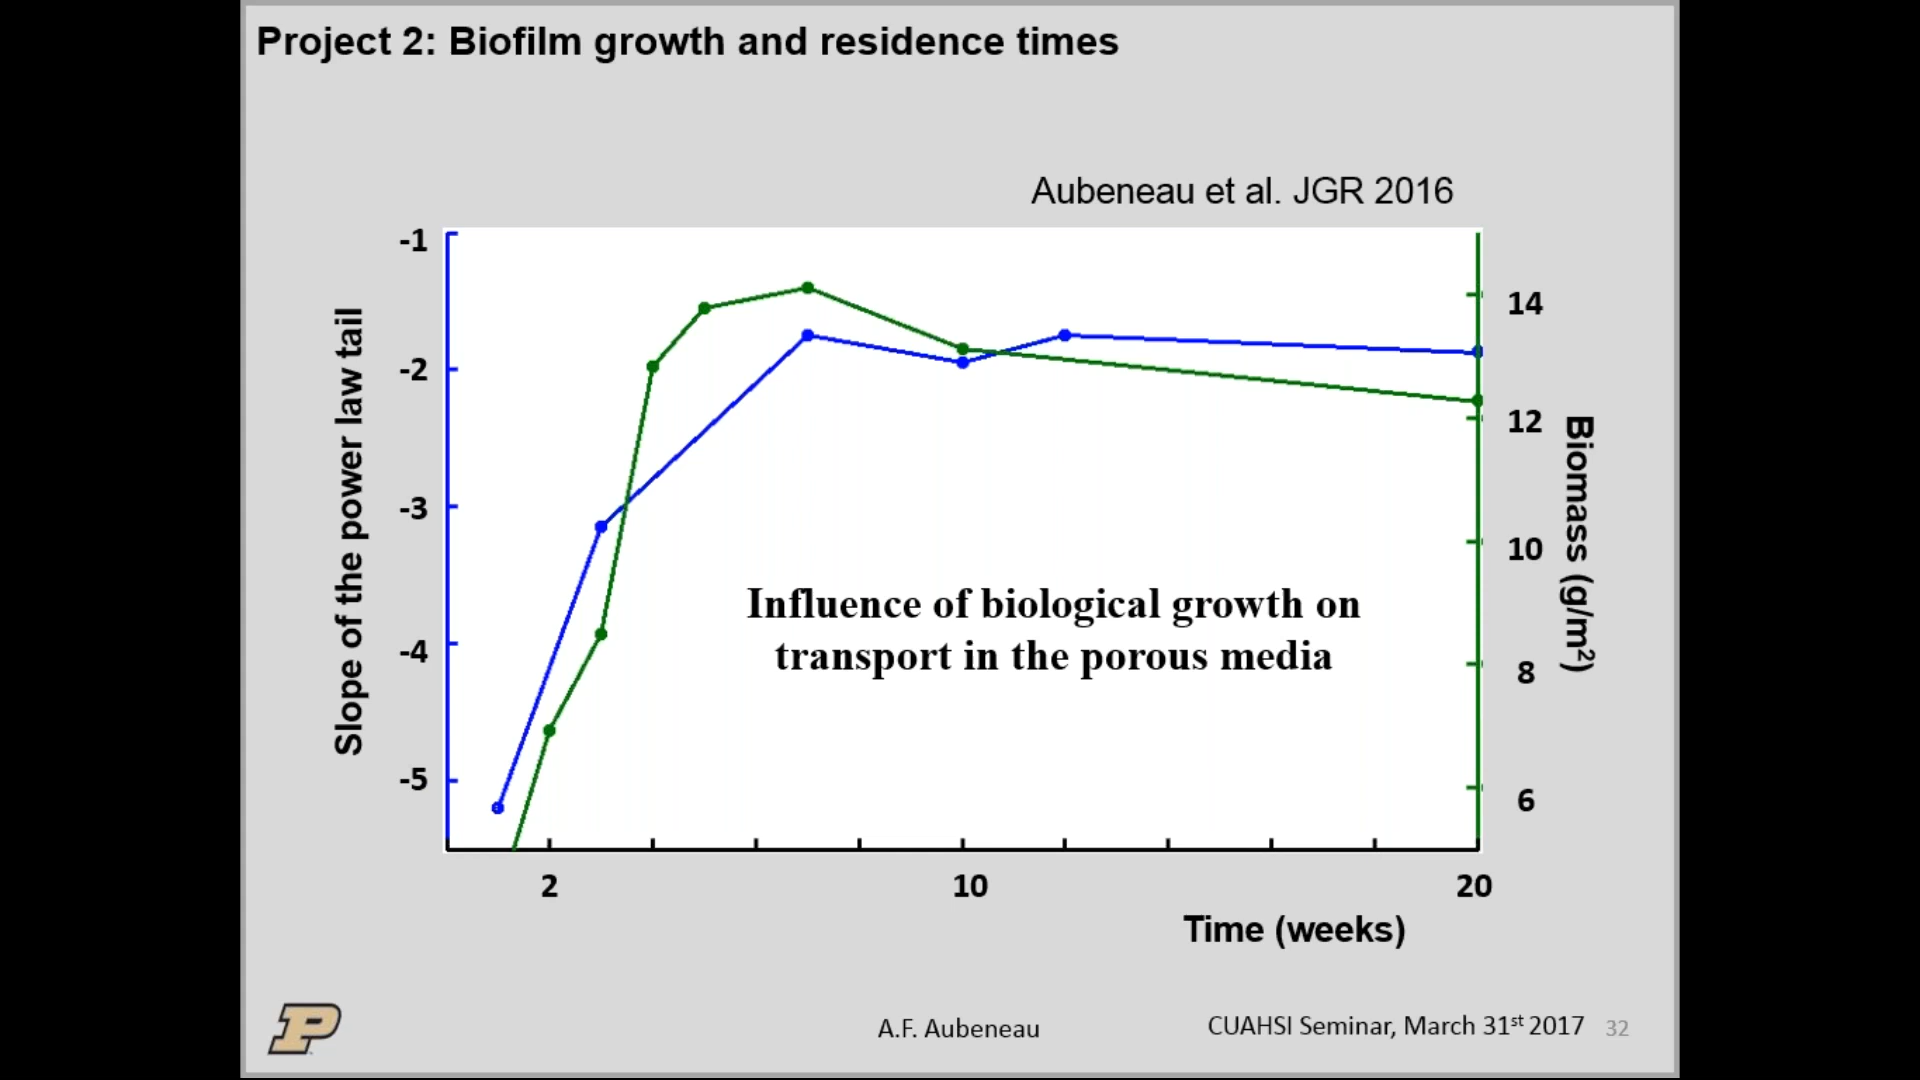 Project 2: Biofilm growth and residence times
Aubeneau et al. JGR 2016
Slope of the power law tail
-1
-2
-3
-4
-5
14
12
10
8
6
Biomass (g/m²)
Influence of biological growth on
transport in the porous media
2 10 20
Time (weeks)
P
A.F. Aubeneau
CUAHSI Seminar, March 31st 2017 32